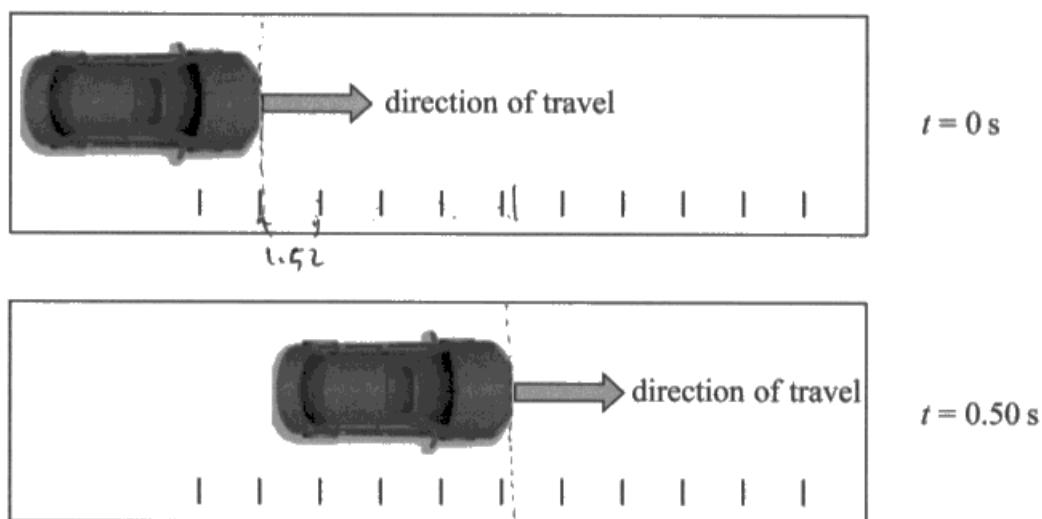 direction of travel
t = 0 s
1.52
direction of travel
t = 0.50 s